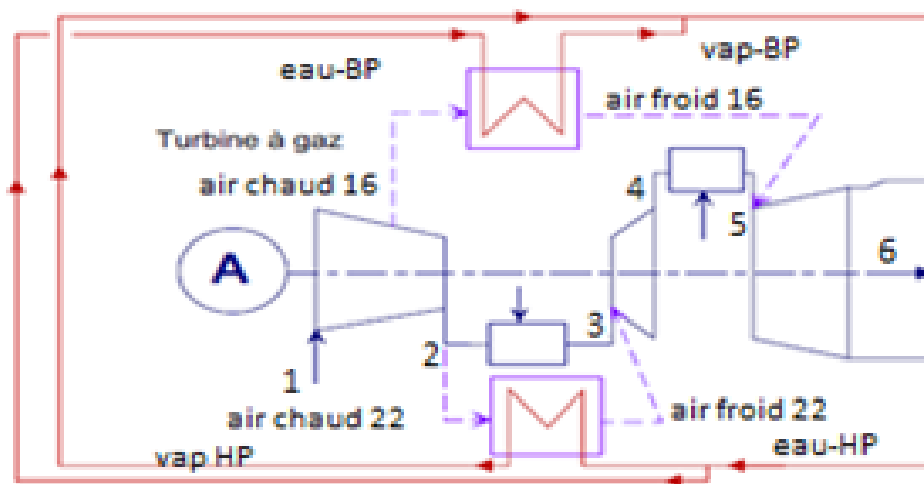 eau-BP
vap-BP
air froid 16
Turbine à gaz
air chaud 16
4
5
A
6
3
2
1
air chaud 22
air froid 22
vap HP
eau-HP